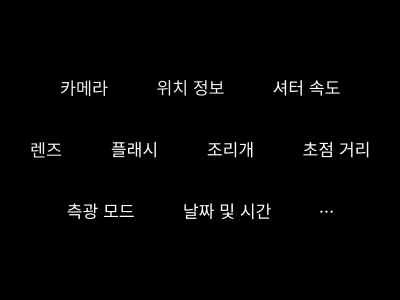 카메라 위치 정보 셔터 속도
렌즈 플래시 조리개 초점 거리
측광 모드 날짜 및 시간 …